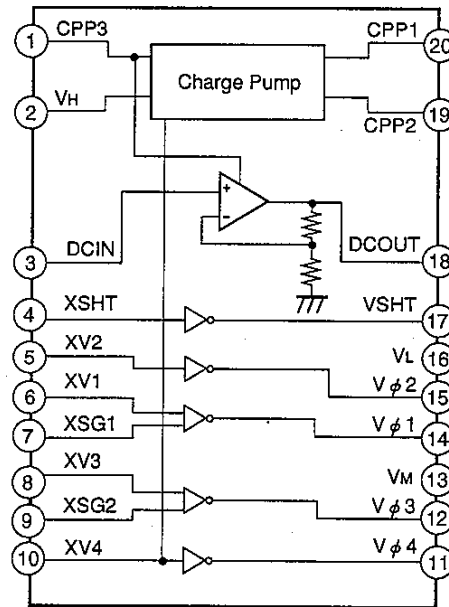 1 CPP3 CPP1 20
Charge Pump
2 VH CPP2 19
+
−
3 DCIN DCOUT 18
4 XSHT VSHT 17
5 XV2 VL 16
6 XV1 Vφ2 15
7 XSG1 Vφ1 14
8 XV3 VM 13
9 XSG2 Vφ3 12
10 XV4 Vφ4 11